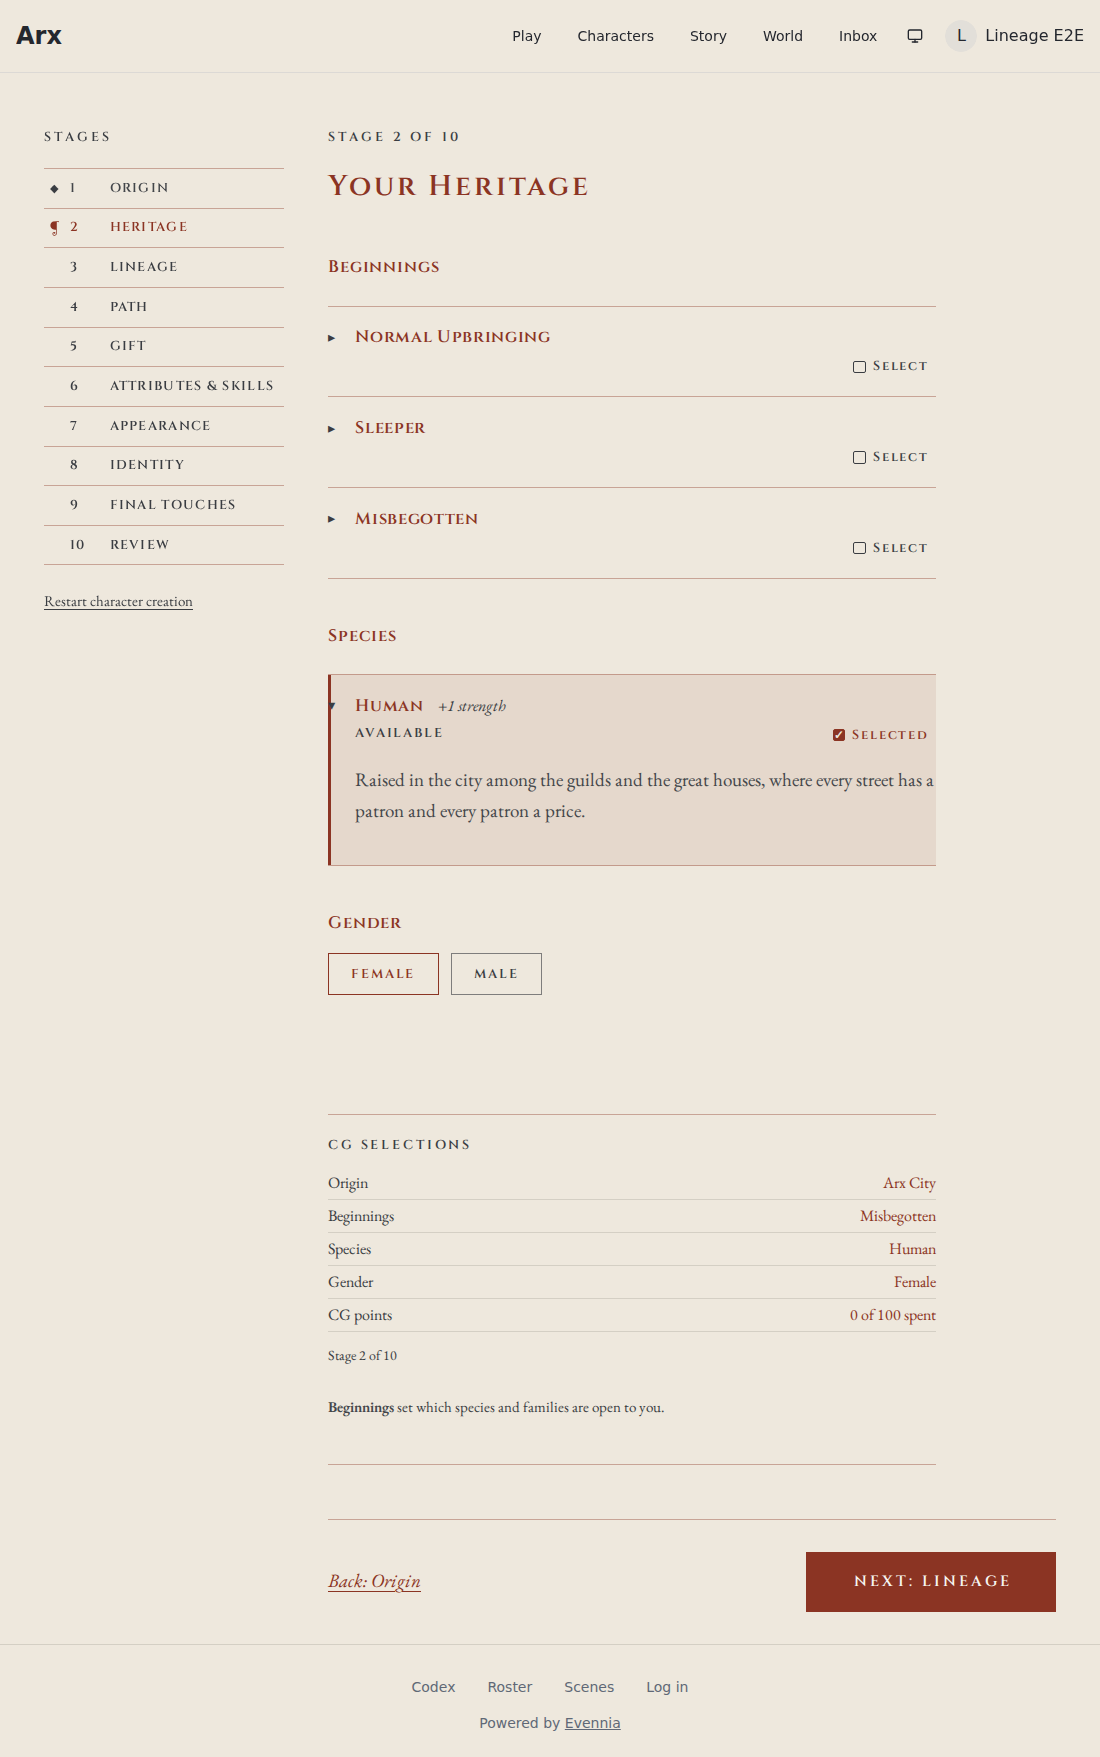 Arx
Play Characters Story World Inbox L Lineage E2E
STAGES
◆ 1 ORIGIN
¶ 2 HERITAGE
3 LINEAGE
4 PATH
5 GIFT
6 ATTRIBUTES & SKILLS
7 APPEARANCE
8 IDENTITY
9 FINAL TOUCHES
10 REVIEW
Restart character creation
STAGE 2 OF 10
Your Heritage
Beginnings
▸ Normal Upbringing
Select
▸ Sleeper
Select
▸ Misbegotten
Select
Species
▾ Human +1 strength
AVAILABLE
Selected
Raised in the city among the guilds and the great houses, where every street has a
patron and every patron a price.
Gender
FEMALE MALE
CG SELECTIONS
Origin Arx City
Beginnings Misbegotten
Species Human
Gender Female
CG points 0 of 100 spent
Stage 2 of 10
Beginnings set which species and families are open to you.
Back: Origin NEXT: LINEAGE
Codex Roster Scenes Log in
Powered by Evennia